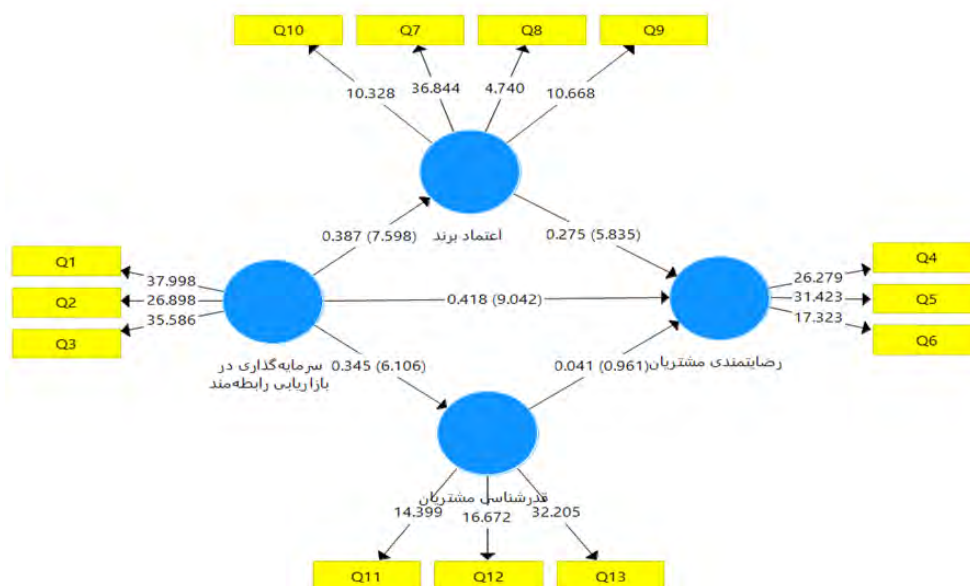 Q10 Q7 Q8 Q9
10.328 36.844 4.740 10.668
اعتماد برند
0.387 (7.598) 0.275 (5.835)
Q1
Q2
Q3
37.998
26.898
35.586
0.418 (9.042)
Q4
Q5
Q6
26.279
31.423
17.323
سرمایه‌گذاری در
بازاریابی رابطه‌مند
رضایتمندی مشتریان
0.345 (6.106) 0.041 (0.961)
قدرشناسی مشتریان
14.399 16.672 32.205
Q11 Q12 Q13